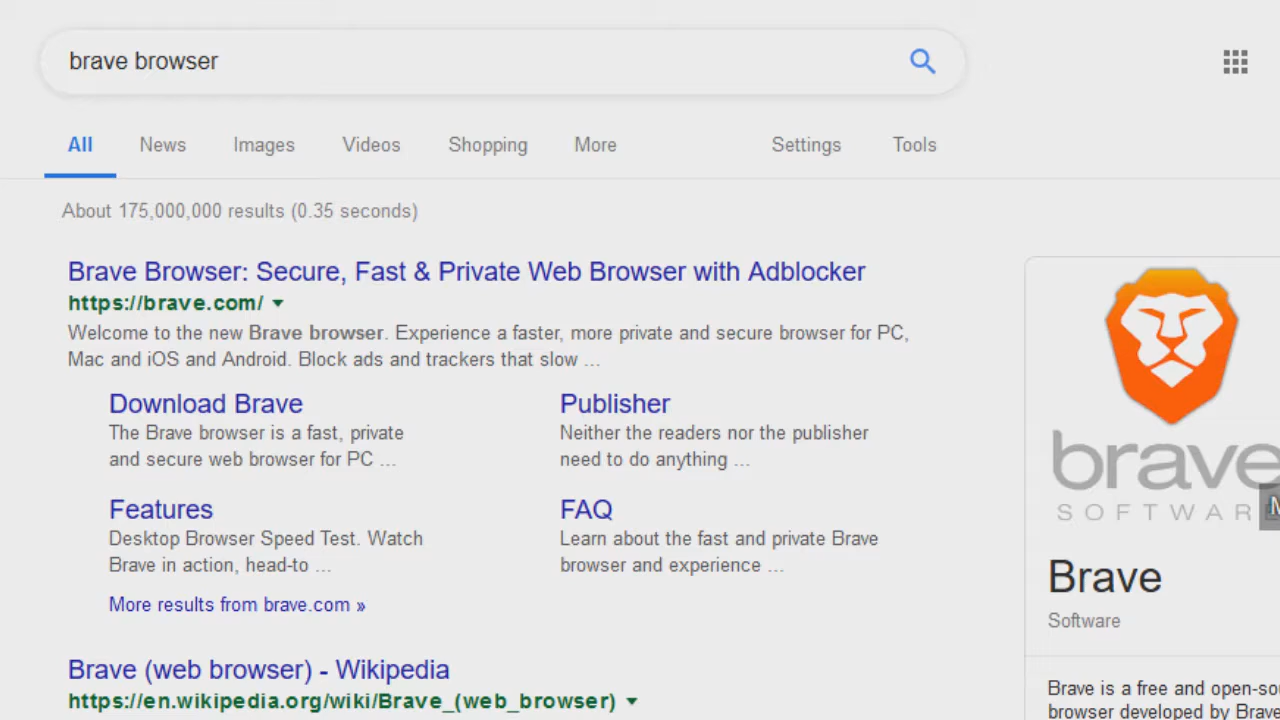 brave browser
All News Images Videos Shopping More Settings Tools
About 175,000,000 results (0.35 seconds)
Brave Browser: Secure, Fast & Private Web Browser with Adblocker
https://brave.com/
Welcome to the new Brave browser. Experience a faster, more private and secure browser for PC,
Mac and iOS and Android. Block ads and trackers that slow ...
Download Brave
The Brave browser is a fast, private
and secure web browser for PC ...
Publisher
Neither the readers nor the publisher
need to do anything ...
Features
Desktop Browser Speed Test. Watch
Brave in action, head-to ...
FAQ
Learn about the fast and private Brave
browser and experience ...
More results from brave.com »
Brave (web browser) - Wikipedia
https://en.wikipedia.org/wiki/Brave_(web_browser)
brave
SOFTWAR
Brave
Software
Brave is a free and open-so
browser developed by Brave